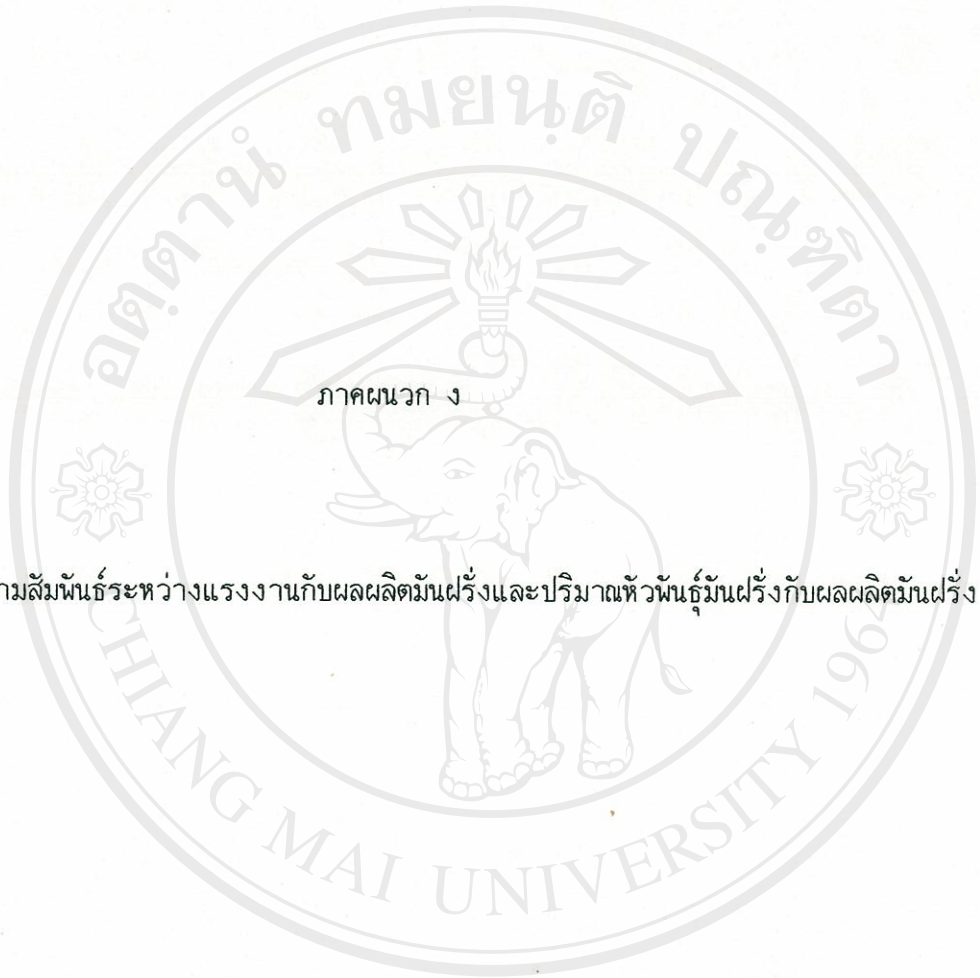 อตฺตานํ ทมยนฺติ ปณฺฑิตา
ภาคผนวก ง
ามสัมพันธ์ระหว่างแรงงานกับผลผลิตมันฝรั่งและปริมาณหัวพันธุ์มันฝรั่งกับผลผลิตมันฝรั่ง
CHIANG MAI UNIVERSITY 1964